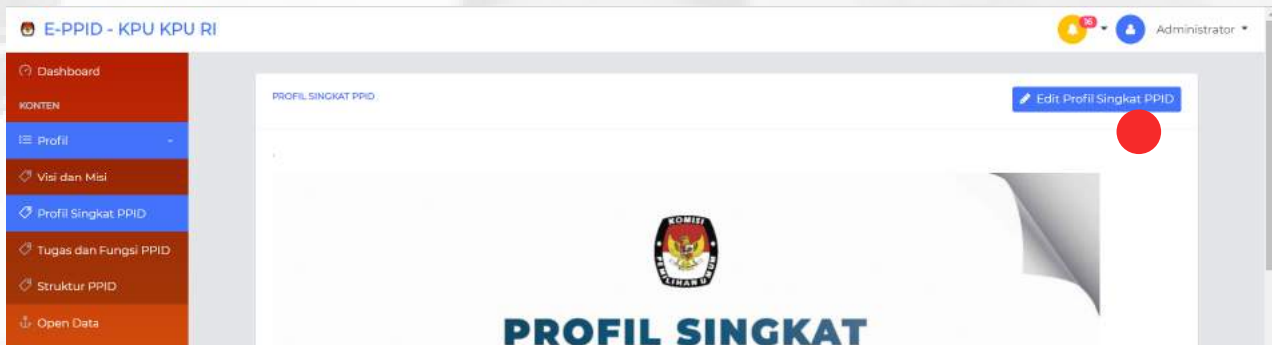 E-PPID - KPU KPU RI
16
Administrator
Dashboard
KONTEN
Profil
Visi dan Misi
Profil Singkat PPID
Tugas dan Fungsi PPID
Struktur PPID
Open Data
PROFIL SINGKAT PPID
Edit Profil Singkat PPID
KOMISI
PEMILIHAN UMUM
PROFIL SINGKAT